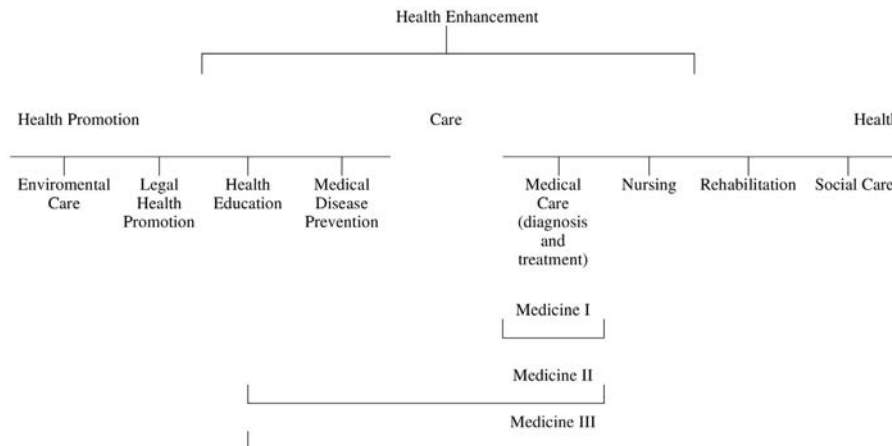 Health Enhancement
Health Promotion Care Health
Enviromental Legal Health Medical Medical Nursing Rehabilitation Social Care
Care Health Education Disease Care
Promotion Prevention (diagnosis
and
treatment)
Medicine I
Medicine II
Medicine III